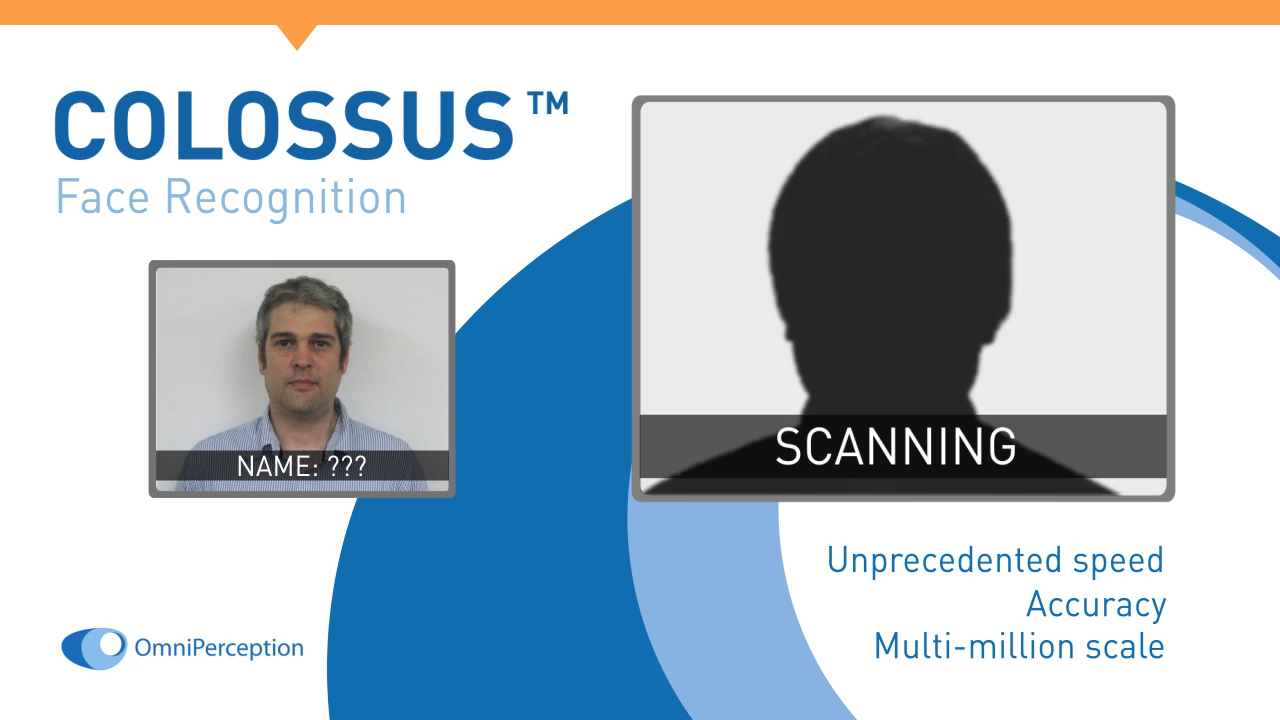 COLOSSUS™
Face Recognition
NAME: ???
SCANNING
Unprecedented speed
Accuracy
Multi-million scale
OmniPerception